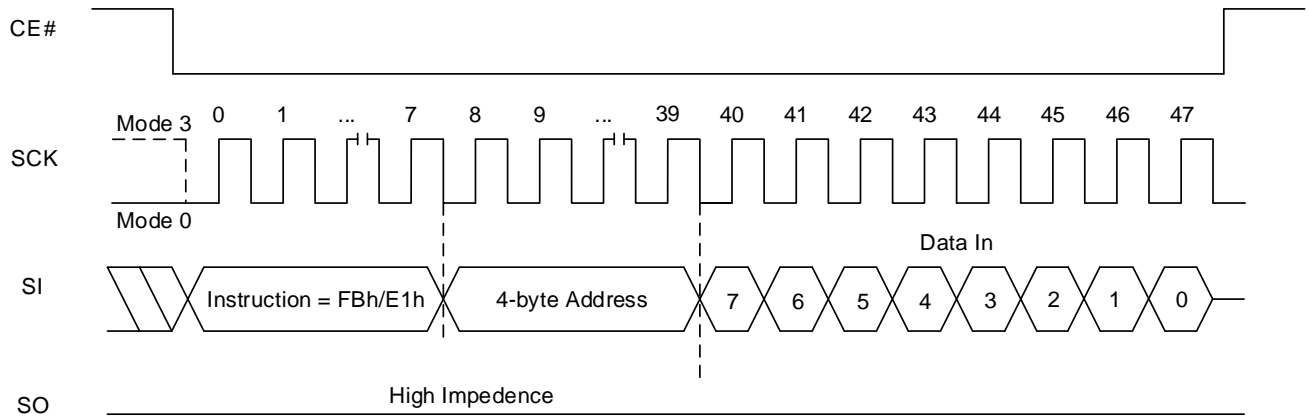 CE#
0 1 ... 7 8 9 ... 39 40 41 42 43 44 45 46 47
Mode 3
SCK
Mode 0
Data In
SI
Instruction = FBh/E1h 4-byte Address 7 6 5 4 3 2 1 0
High Impedence
SO